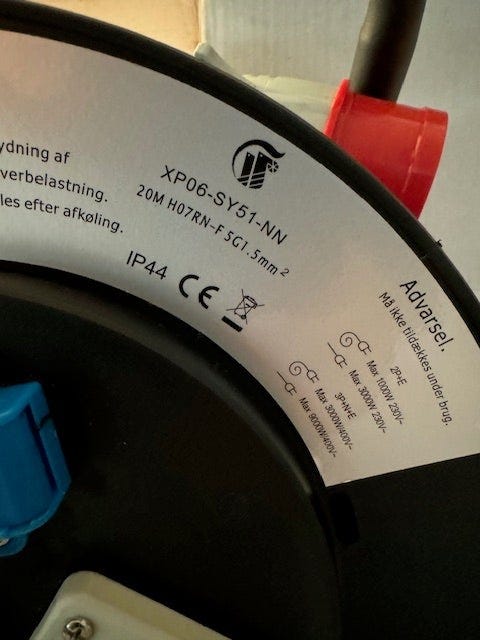 ydning af
verbelastning.
les efter afkøling.
XP06-SY51-NN
20M H07RN-F 5G1.5mm²
IP44 CE
Advarsel.
Må ikke tildækkes under brug.
2P+E
Max 1000W 230V~
Max 3000W 230V~
3P+N+E
Max 3000W/400V~
Max 9000W/400V~